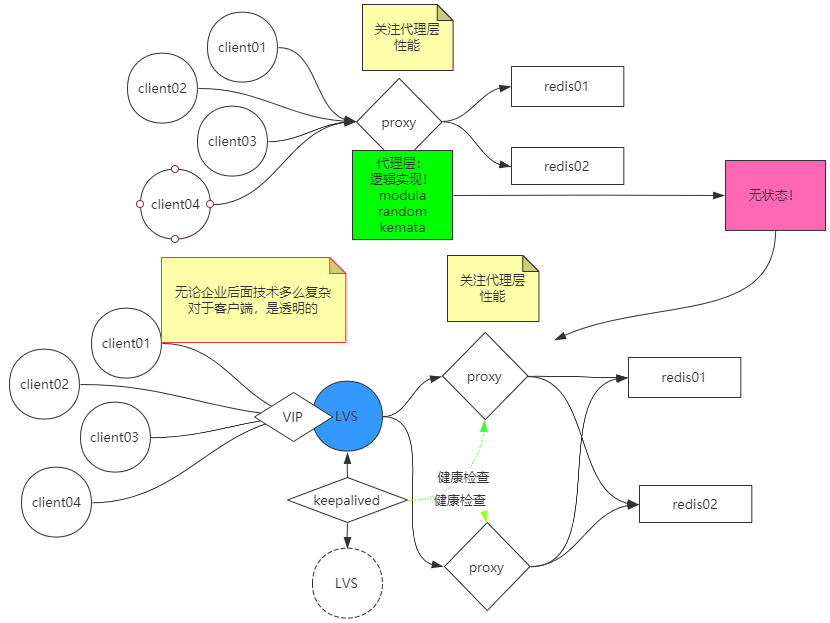 client01
client02
client03
client04
关注代理层
性能
proxy
代理层:
逻辑实现!
modula
random
kemata
redis01
redis02
无状态!
无论企业后面技术多么复杂
对于客户端，是透明的
client01
client02
client03
client04
VIP
LVS
keepalived
LVS
关注代理层
性能
proxy
健康检查
健康检查
proxy
redis01
redis02